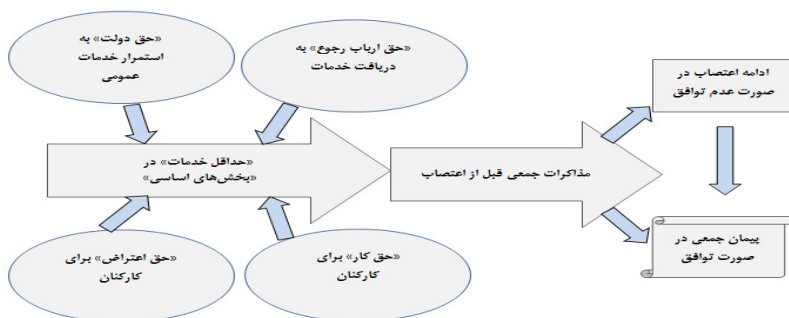 «حق دولت» به
استمرار خدمات
عمومی
«حق ارباب رجوع» به
دریافت خدمات
ادامه اعتصاب در
صورت عدم توافق
«حداقل خدمات» در
«بخش‌های اساسی»
مذاکرات جمعی قبل از اعتصاب
پیمان جمعی در
صورت توافق
«حق اعتراض» برای
کارکنان
«حق کار» برای
کارکنان